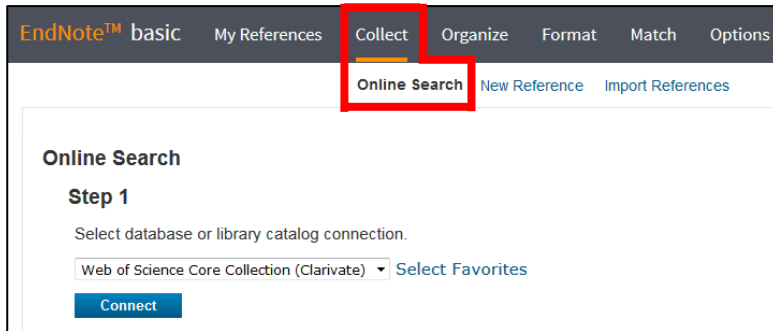 EndNote™ basic My References Collect Organize Format Match Options
Online Search New Reference Import References
Online Search
Step 1
Select database or library catalog connection.
Web of Science Core Collection (Clarivate) Select Favorites
Connect